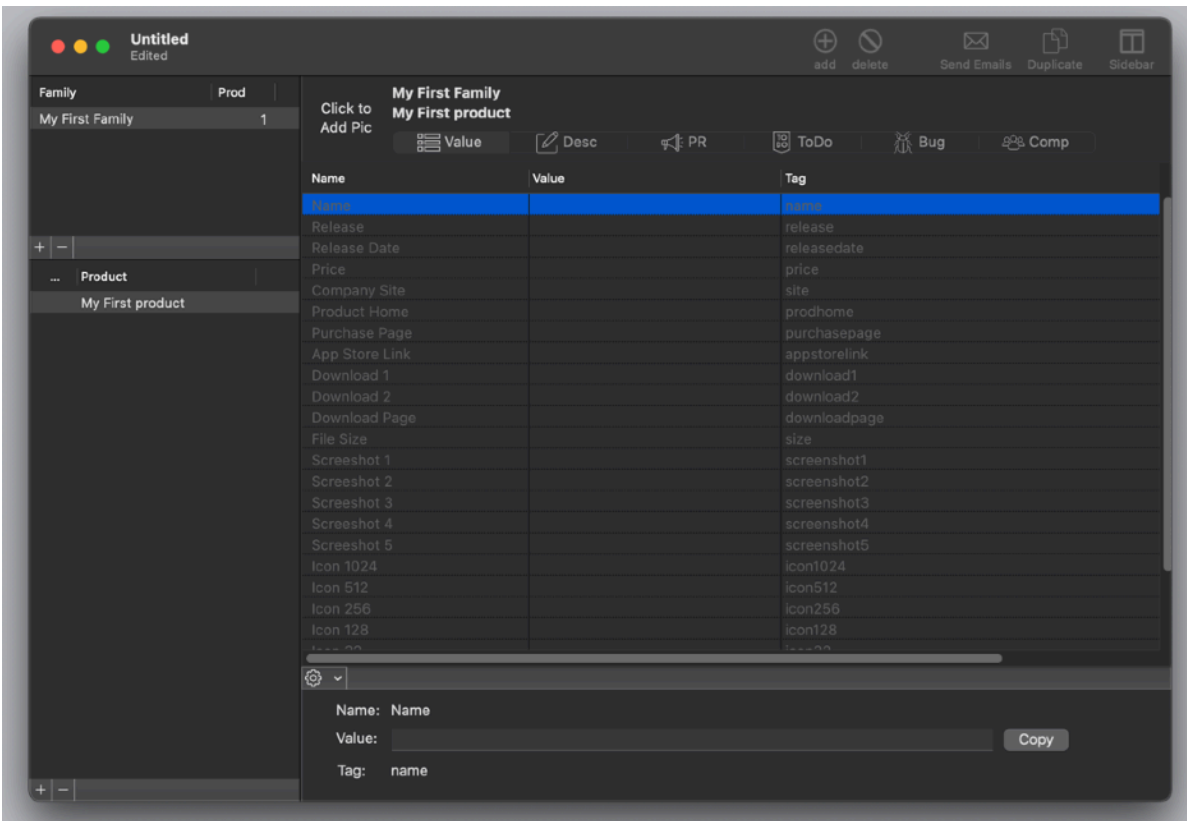 Untitled
Edited
add delete Send Emails Duplicate Sidebar
Family Prod
My First Family 1
+ −
... Product
My First product
+ −
Click to
Add Pic
My First Family
My First product
Value Desc PR ToDo Bug Comp
Name Value Tag
Name name
Release release
Release Date releasedate
Price price
Company Site site
Product Home prodhome
Purchase Page purchasepage
App Store Link appstorelink
Download 1 download1
Download 2 download2
Download Page downloadpage
File Size size
Screeshot 1 screenshot1
Screeshot 2 screenshot2
Screeshot 3 screenshot3
Screeshot 4 screenshot4
Screeshot 5 screenshot5
Icon 1024 icon1024
Icon 512 icon512
Icon 256 icon256
Icon 128 icon128
Name: Name
Value: Copy
Tag: name